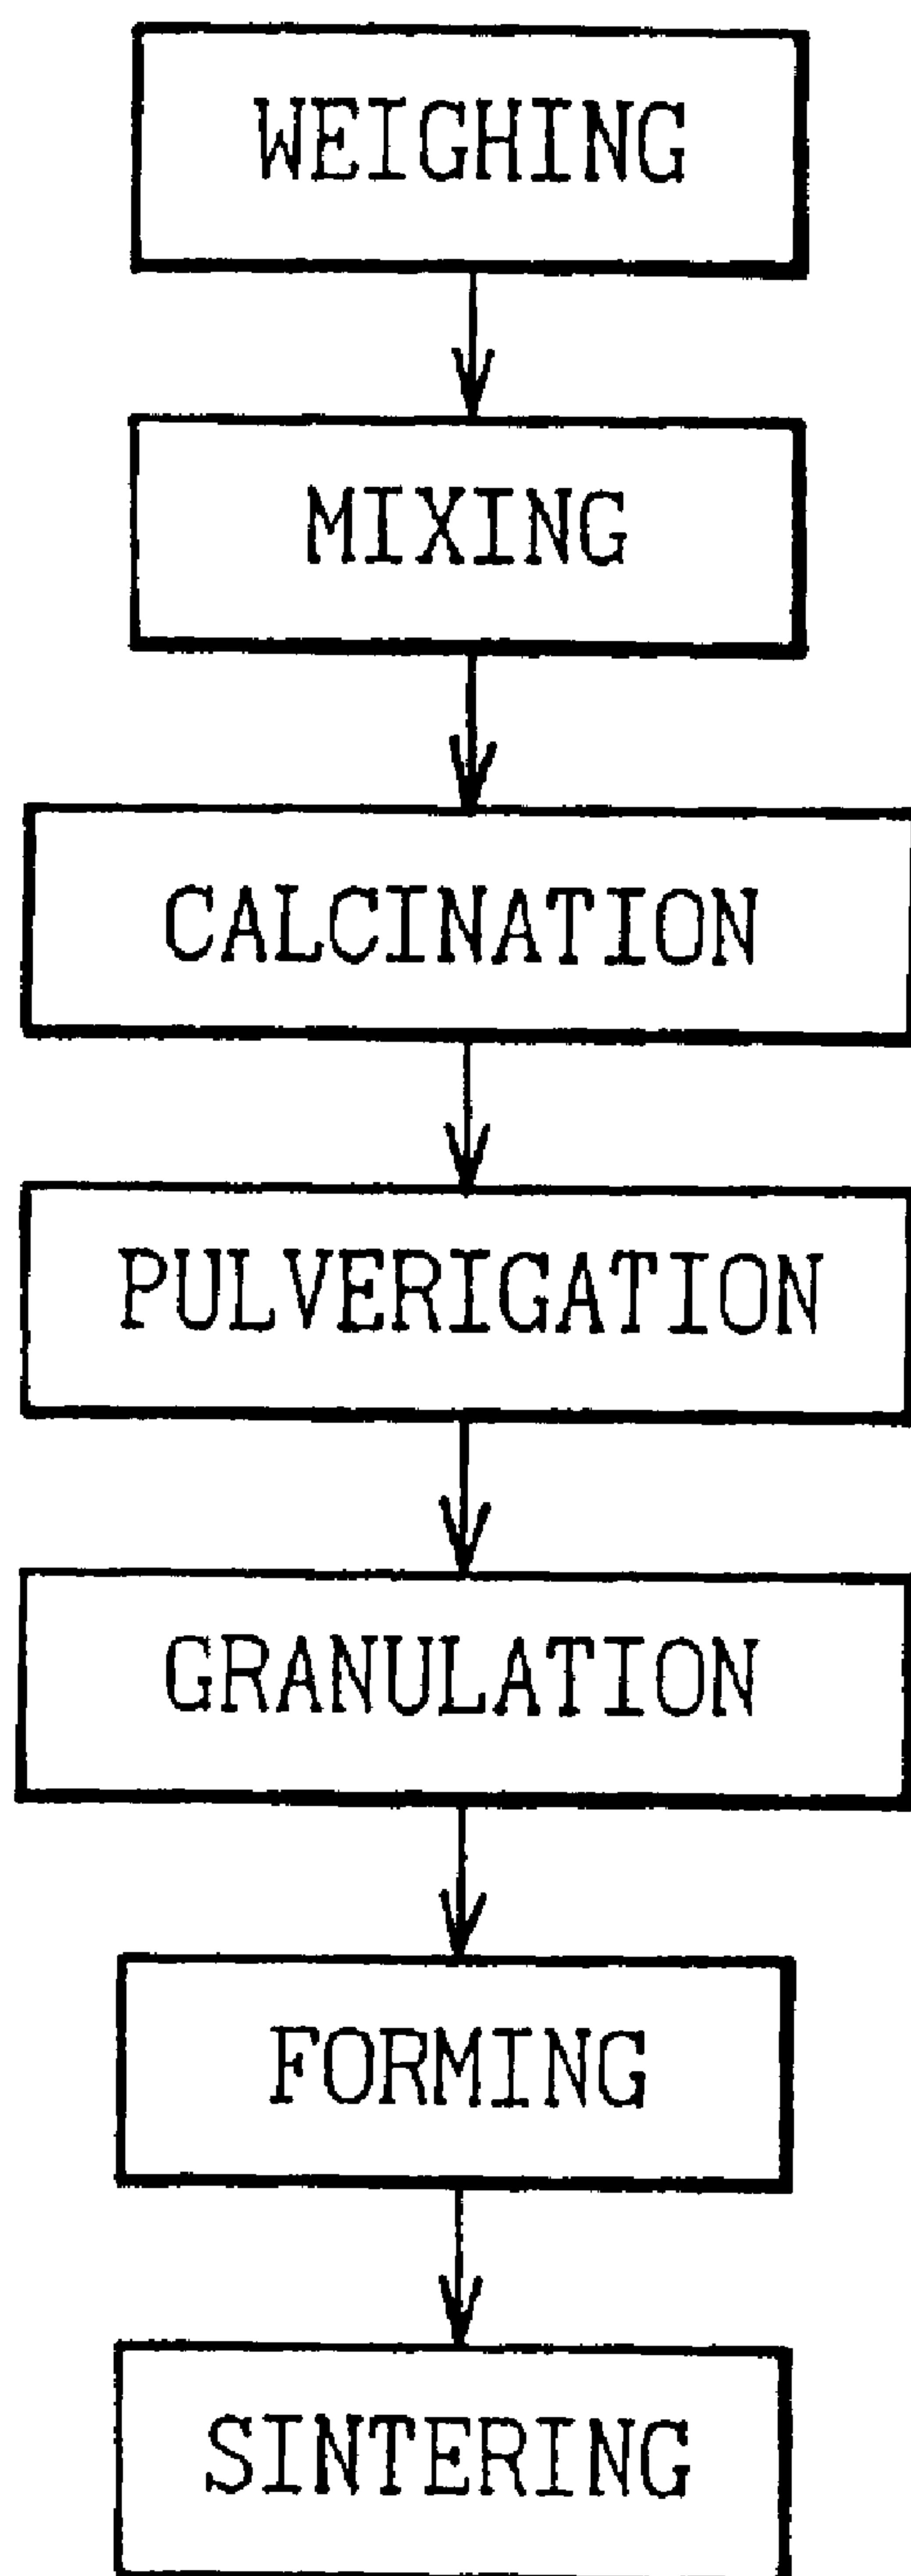 WEIGHING
MIXING
CALCINATION
PULVERIGATION
GRANULATION
FORMING
SINTERING